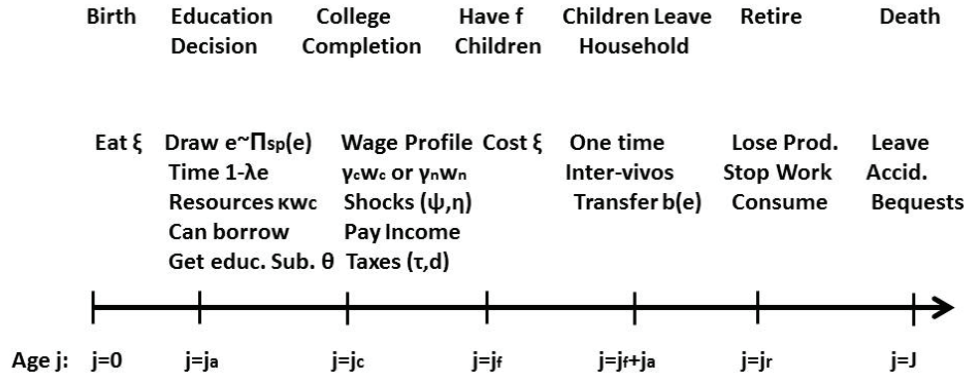 Birth Education College Have f Children Leave Retire Death
Decision Completion Children Household
Eat ξ Draw e~Πsp(e) Wage Profile Cost ξ One time Lose Prod. Leave
Time 1-λe γcwc or γnwn Inter-vivos Stop Work Accid.
Resources κwc Shocks (ψ,η) Transfer b(e) Consume Bequests
Can borrow Pay Income
Get educ. Sub. θ Taxes (τ,d)
Age j: j=0 j=ja j=jc j=jf j=jf+ja j=jr j=J